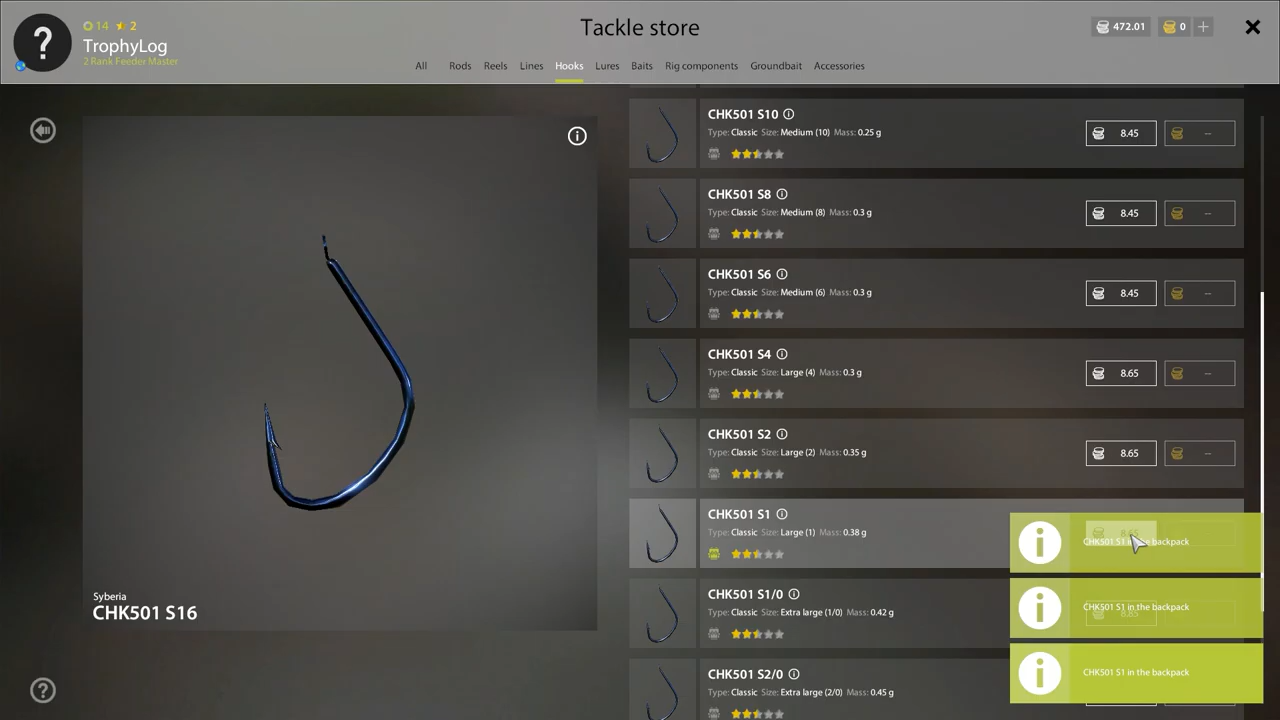 14 2
TrophyLog
2 Rank Feeder Master
Tackle store
472.01 0 +
All Rods Reels Lines Hooks Lures Baits Rig components Groundbait Accessories
CHK501 S10
Type: Classic Size: Medium (10) Mass: 0.25 g
8.45 --
CHK501 S8
Type: Classic Size: Medium (8) Mass: 0.3 g
8.45 --
CHK501 S6
Type: Classic Size: Medium (6) Mass: 0.3 g
8.45 --
CHK501 S4
Type: Classic Size: Large (4) Mass: 0.3 g
8.65 --
CHK501 S2
Type: Classic Size: Large (2) Mass: 0.35 g
8.65 --
CHK501 S1
Type: Classic Size: Large (1) Mass: 0.38 g
CHK501 S1 in the backpack
CHK501 S1/0
Type: Classic Size: Extra large (1/0) Mass: 0.42 g
CHK501 S1 in the backpack
CHK501 S2/0
Type: Classic Size: Extra large (2/0) Mass: 0.45 g
CHK501 S1 in the backpack
Syberia
CHK501 S16